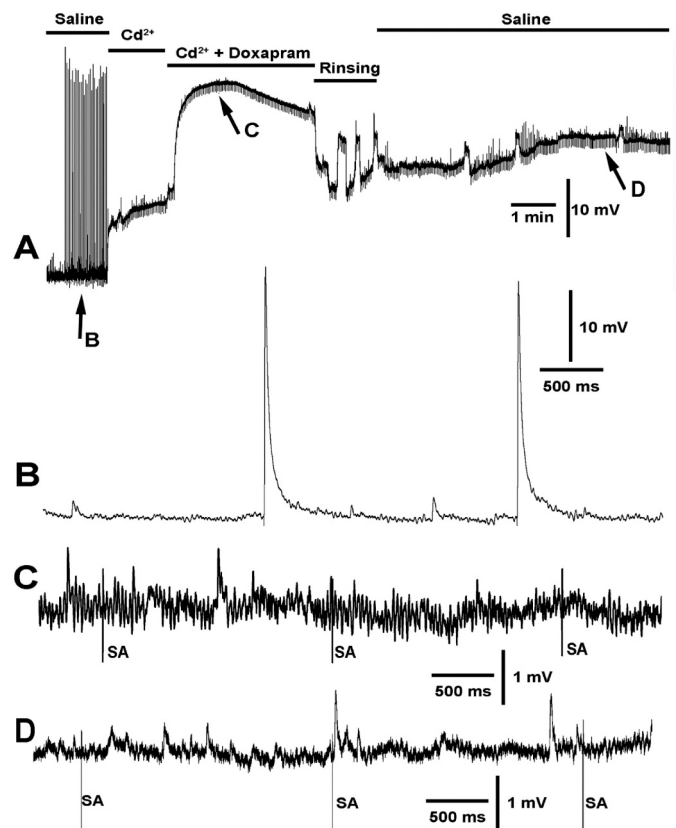 Saline
Cd²⁺
Cd²⁺ + Doxapram
Rinsing
Saline
A
B
C
D
1 min
10 mV
B
10 mV
500 ms
C
SA
SA
SA
500 ms
1 mV
D
SA
SA
SA
500 ms
1 mV